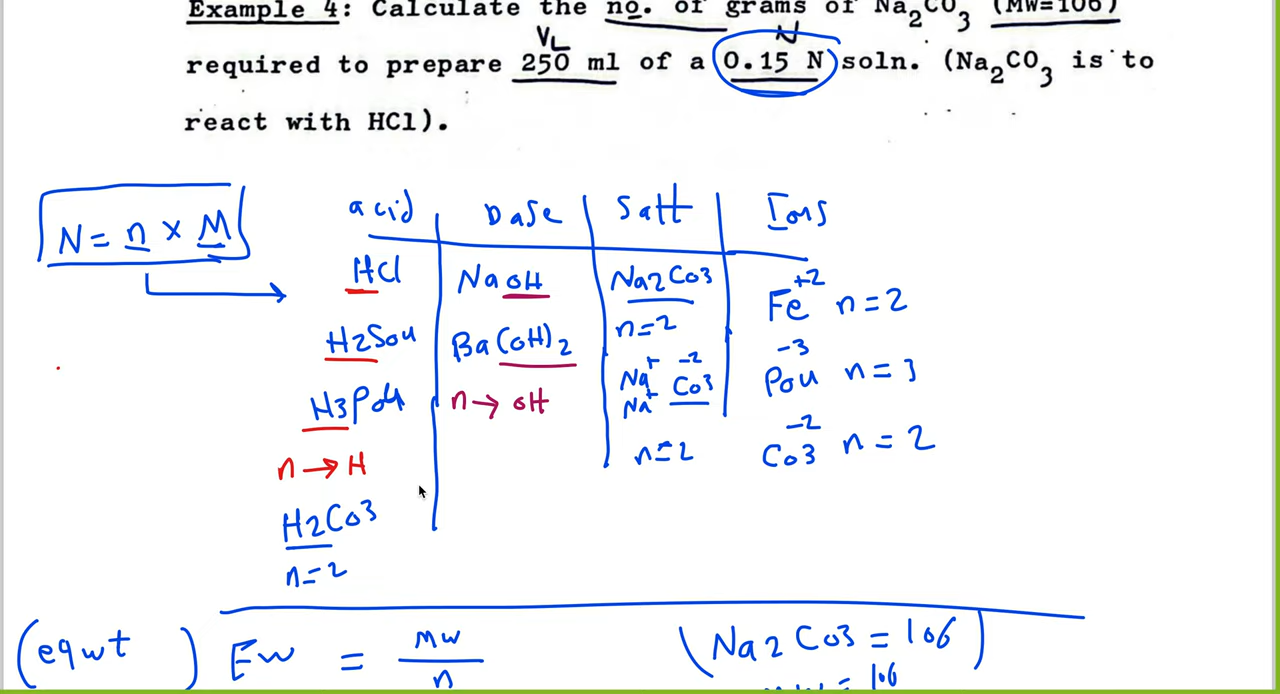 Example 4: Calculate the no. of grams of Na2CO3 (MW=106)
VL N
required to prepare 250 ml of a 0.15 N soln. (Na2CO3 is to
react with HCl).
acid base Salt Ions
N = n × M
HCl NaOH Na2Co3 Fe+2 n=2
H2So4 Ba(OH)2 n=2
H3Po4 n→OH Na+ Co3-2 Po4-3 n=3
Na+
n→H n=2 Co3-2 n=2
H2Co3
n=2
(eqwt ) Ew = Mw/n (Na2Co3 = 106)
Mw = 106